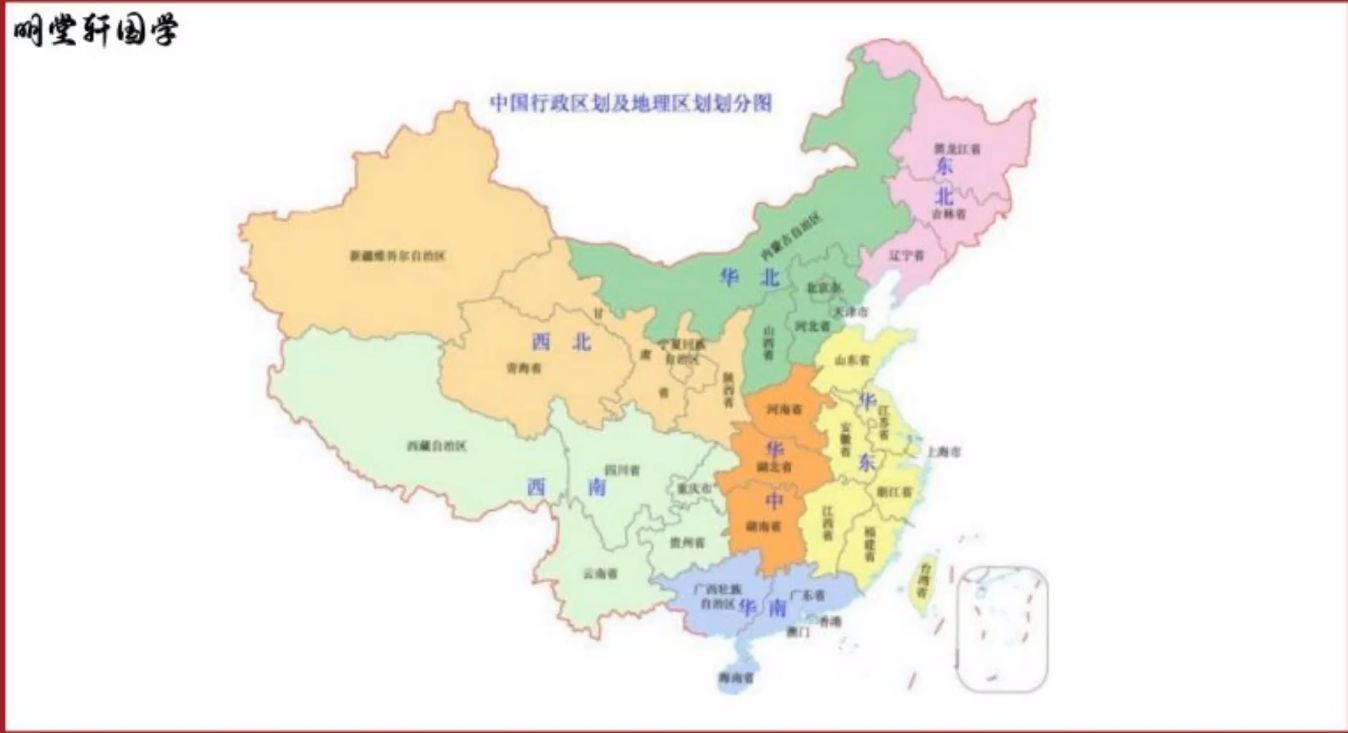 明堂轩国学
中国行政区划及地理区划划分图
黑龙江省
东
北
吉林省
辽宁省
内蒙古自治区
华 北
北京市
天津市
河北省
山西省
新疆维吾尔自治区
西 北
甘
肃
省
宁夏回族
自治区
青海省
陕西省
山东省
河南省
华
江苏省
安徽省
东
上海市
华
湖北省
中
浙江省
西藏自治区
四川省
西 南
重庆市
湖南省
江西省
福建省
贵州省
云南省
台湾省
广西壮族
自治区
华 南
广东省
香港
澳门
海南省